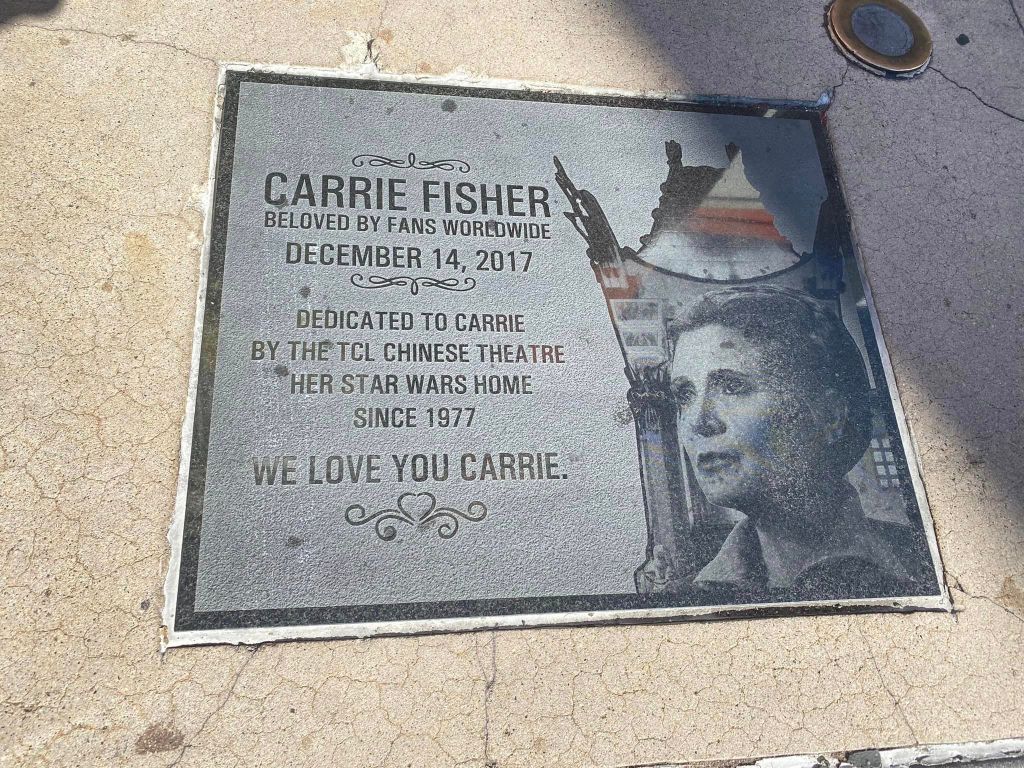 CARRIE FISHER
BELOVED BY FANS WORLDWIDE
DECEMBER 14, 2017
DEDICATED TO CARRIE
BY THE TCL CHINESE THEATRE
HER STAR WARS HOME
SINCE 1977
WE LOVE YOU CARRIE.